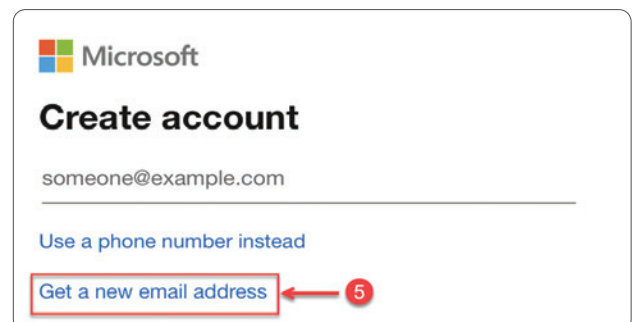 Microsoft
Create account
someone@example.com
Use a phone number instead
Get a new email address 5